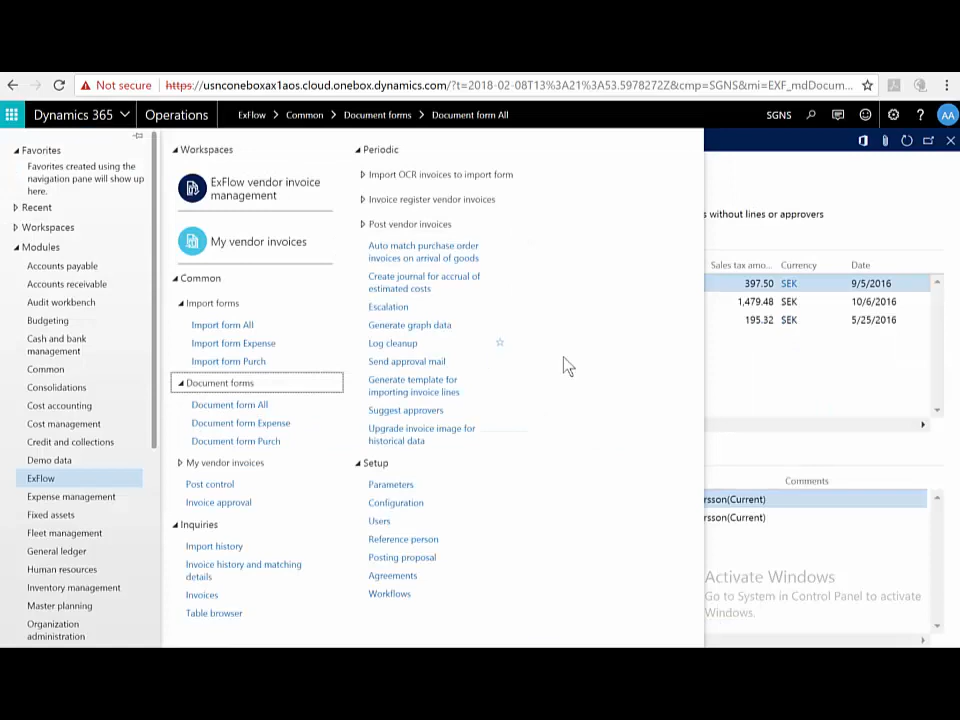 Not secure https://usnconeboxax1aos.cloud.onebox.dynamics.com/?t=2018-02-08T13%3A21%3A53.5978272Z&cmp=SGNS&mi=EXF_mdDocum...
Dynamics 365 Operations ExFlow > Common > Document forms > Document form All SGNS ? AA
Favorites
Favorites created using the
navigation pane will show up
here.
Recent
Workspaces
Modules
Accounts payable
Accounts receivable
Audit workbench
Budgeting
Cash and bank
management
Common
Consolidations
Cost accounting
Cost management
Credit and collections
Demo data
ExFlow
Expense management
Fixed assets
Fleet management
General ledger
Human resources
Inventory management
Master planning
Organization
administration
Workspaces
ExFlow vendor invoice
management
My vendor invoices
Common
Import forms
Import form All
Import form Expense
Import form Purch
Document forms
Document form All
Document form Expense
Document form Purch
My vendor invoices
Post control
Invoice approval
Inquiries
Import history
Invoice history and matching
details
Invoices
Table browser
Periodic
Import OCR invoices to import form
Invoice register vendor invoices
Post vendor invoices
Auto match purchase order
invoices on arrival of goods
Create journal for accrual of
estimated costs
Escalation
Generate graph data
Log cleanup
Send approval mail
Generate template for
importing invoice lines
Suggest approvers
Upgrade invoice image for
historical data
Setup
Parameters
Configuration
Users
Reference person
Posting proposal
Agreements
Workflows
s without lines or approvers
Sales tax amo... Currency Date
397.50 SEK 9/5/2016
1,479.48 SEK 10/6/2016
195.32 SEK 5/25/2016
Comments
rsson(Current)
rsson(Current)
Activate Windows
Go to System in Control Panel to activate
Windows.